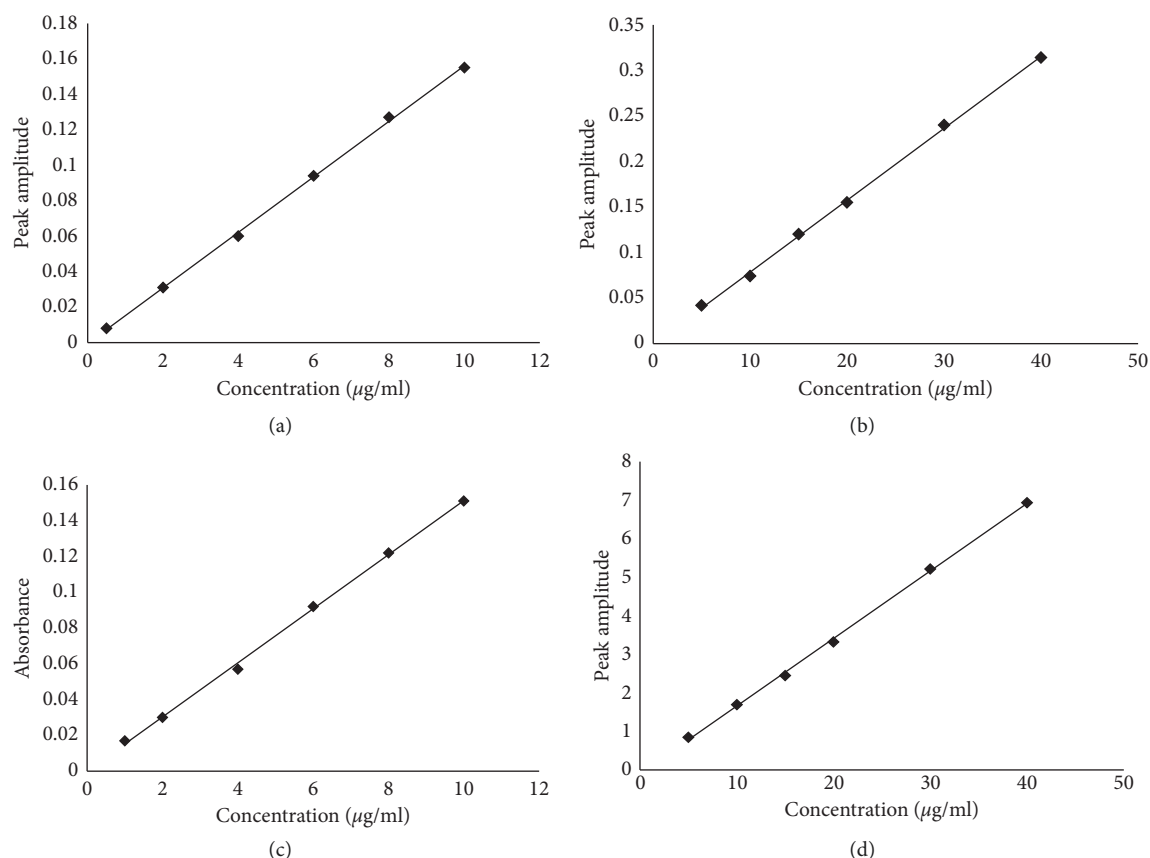 0.18
0.16
0.14
0.12
0.1
0.08
0.06
0.04
0.02
0
Peak amplitude
0 2 4 6 8 10 12
Concentration (μg/ml)
(a)
0.35
0.3
0.25
0.2
0.15
0.1
0.05
0
Peak amplitude
0 10 20 30 40 50
Concentration (μg/ml)
(b)
0.16
0.14
0.12
0.1
0.08
0.06
0.04
0.02
0
Absorbance
0 2 4 6 8 10 12
Concentration (μg/ml)
(c)
8
7
6
5
4
3
2
1
0
Peak amplitude
0 10 20 30 40 50
Concentration (μg/ml)
(d)